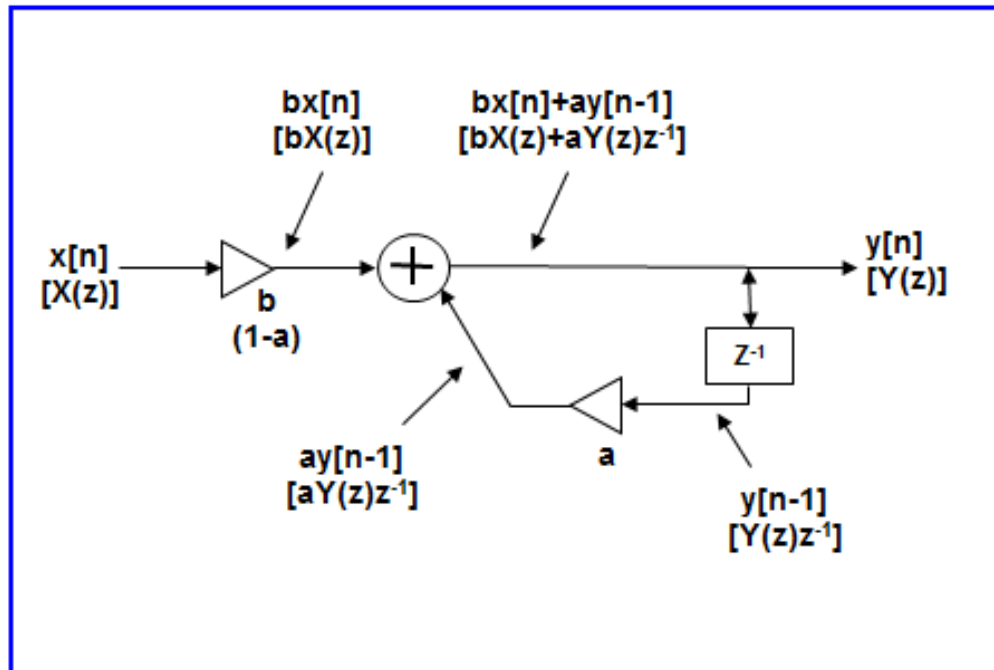 bx[n]
[bX(z)]
bx[n]+ay[n-1]
[bX(z)+aY(z)z⁻¹]
x[n]
[X(z)]
+
y[n]
[Y(z)]
b
(1-a)
Z⁻¹
a
ay[n-1]
[aY(z)z⁻¹]
y[n-1]
[Y(z)z⁻¹]